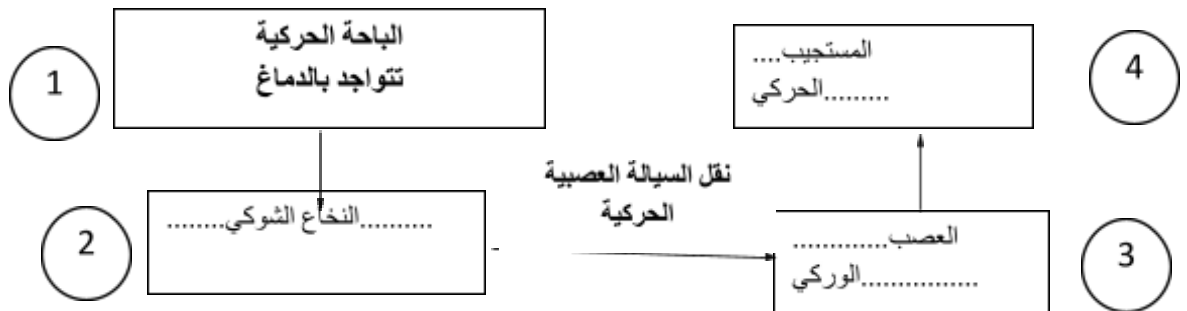 1
الباحة الحركية
تتواجد بالدماغ
2
..........النخاع الشوكي........
نقل السيالة العصبية
الحركية
3
العصب.............
................الوركي
4
المستجيب....
.........الحركي